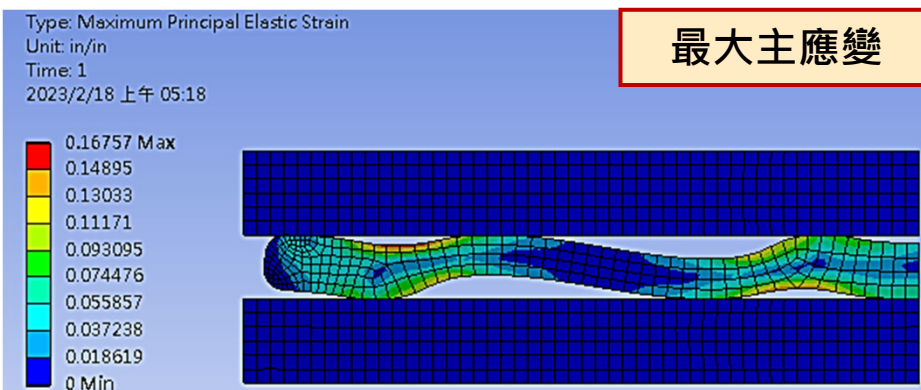 Type: Maximum Principal Elastic Strain
Unit: in/in
Time: 1
2023/2/18 上午 05:18
最大主應變
0.16757 Max
0.14895
0.13033
0.11171
0.093095
0.074476
0.055857
0.037238
0.018619
0 Min